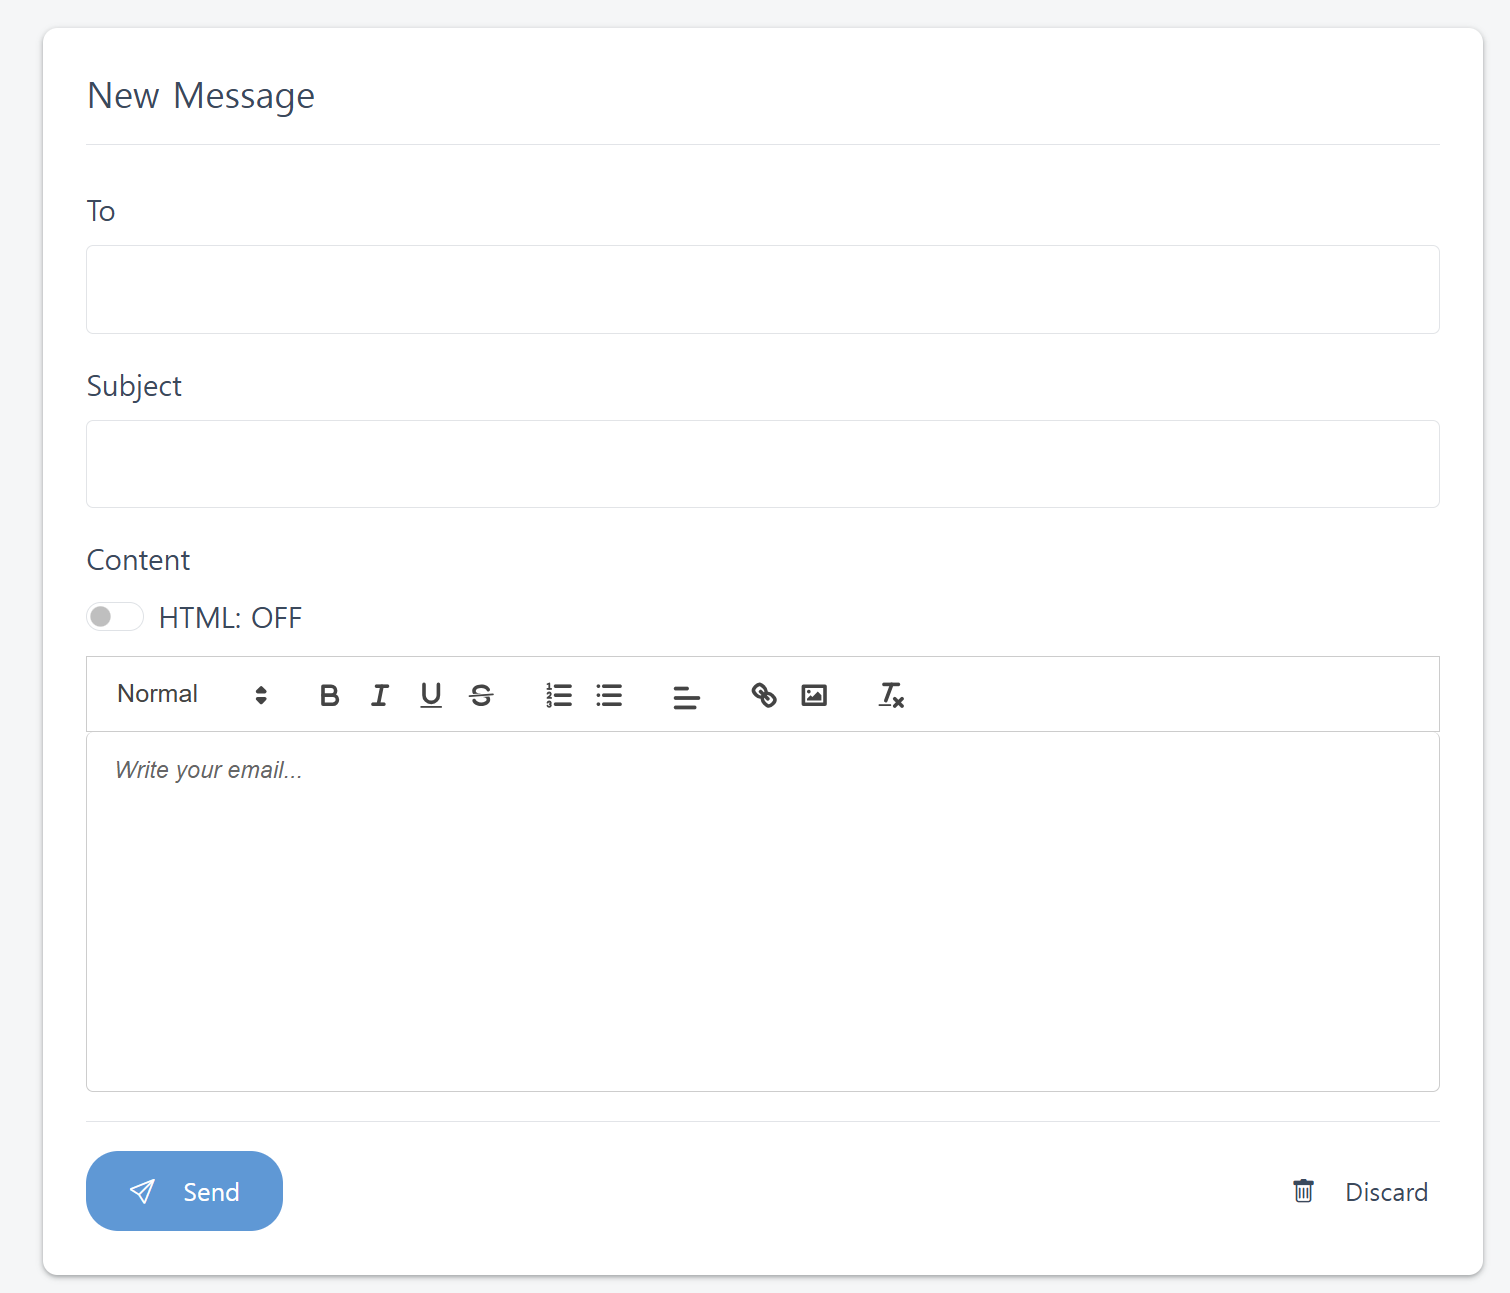 New Message
To
Subject
Content
HTML: OFF
Normal
Write your email...
Send
Discard